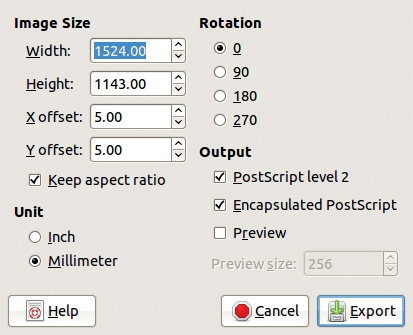 Image Size
Width: 1524.00
Height: 1143.00
X offset: 5.00
Y offset: 5.00
Keep aspect ratio
Unit
Inch
Millimeter
Rotation
0
90
180
270
Output
PostScript level 2
Encapsulated PostScript
Preview
Preview size: 256
Help
Cancel
Export